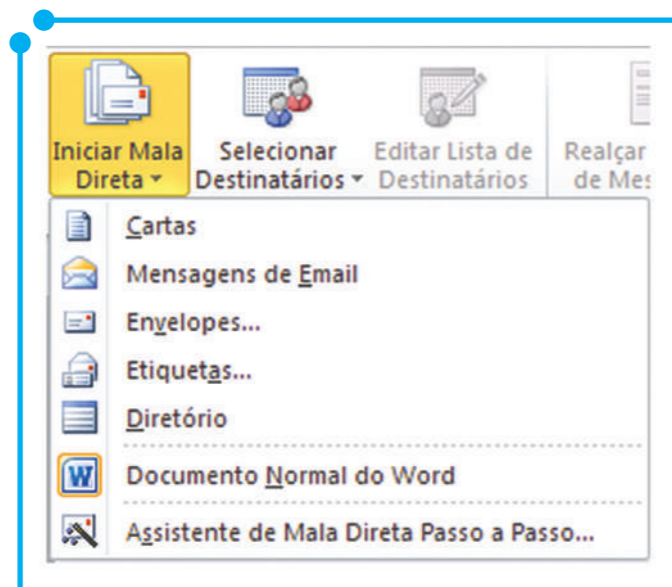 Iniciar Mala Direta
Selecionar Destinatários
Editar Lista de Destinatários
Realçar
de
Cartas
Mensagens de Email
Envelopes...
Etiquetas...
Diretório
Documento Normal do Word
Assistente de Mala Direta Passo a Passo...